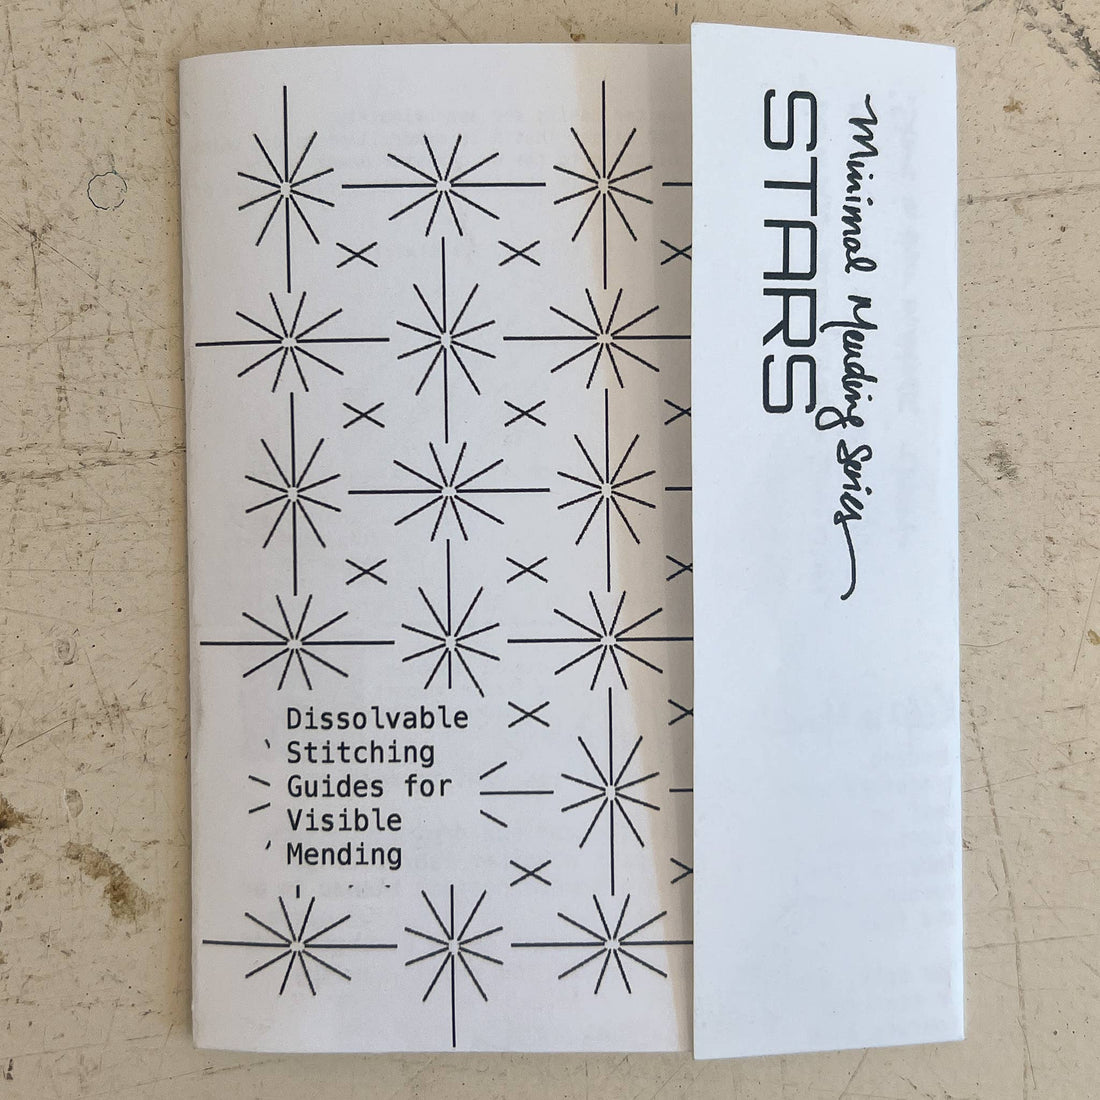 Minimal Mending Series
STARS
Dissolvable
Stitching
Guides for
Visible
Mending